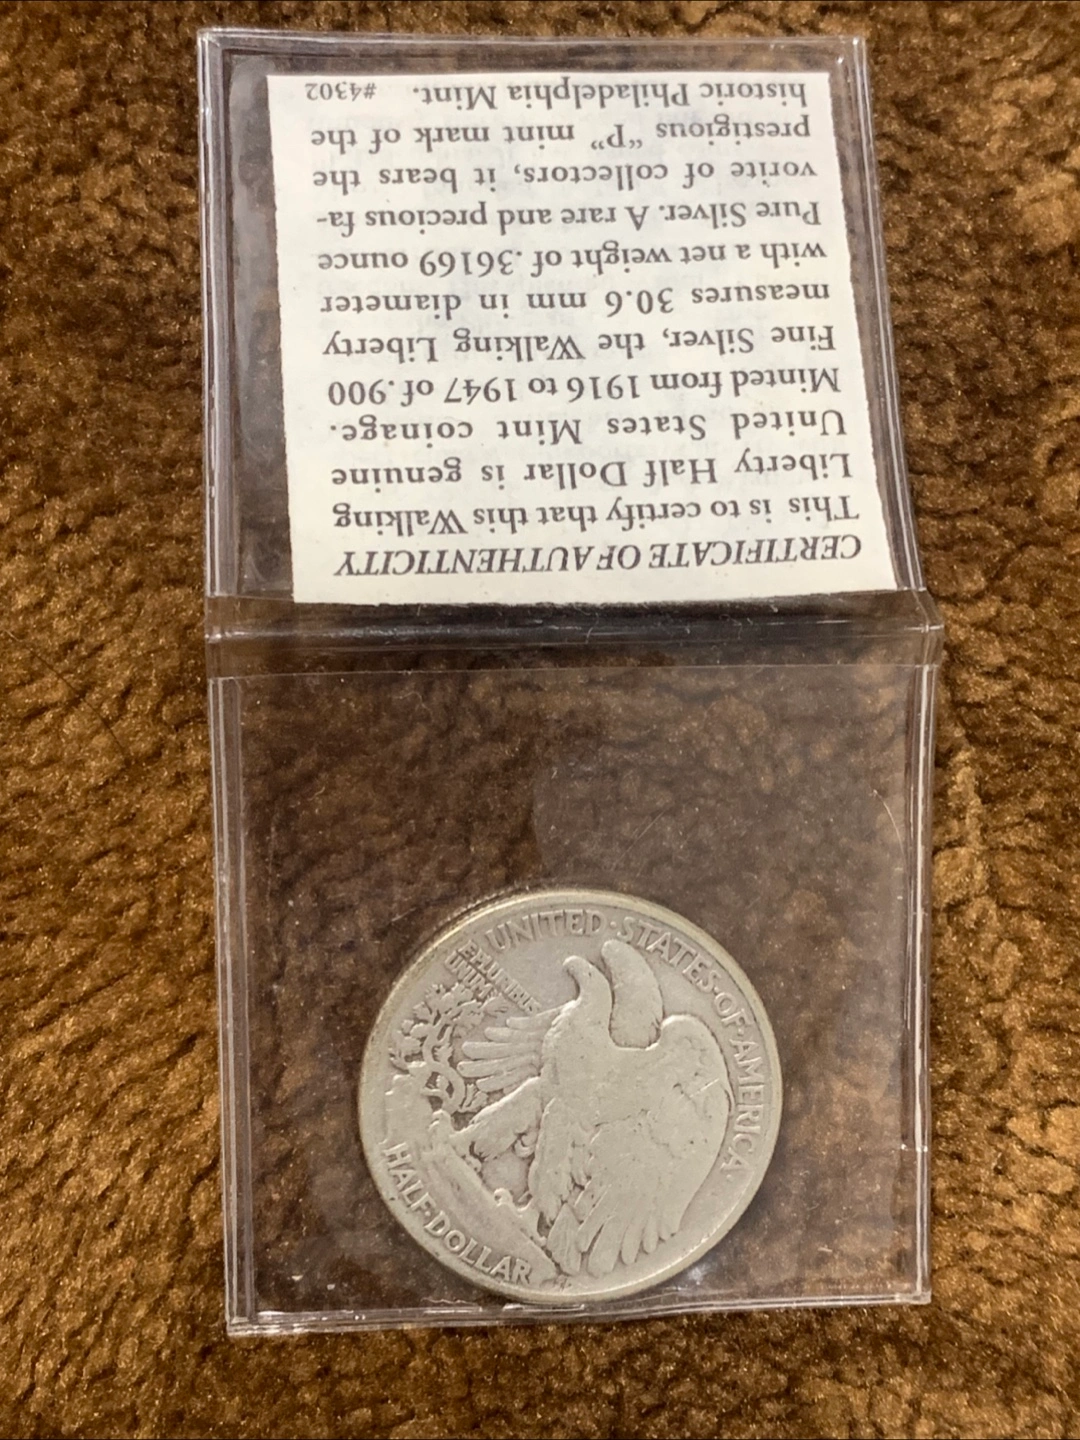 CERTIFICATE OF AUTHENTICITY
This is to certify that this Walking
Liberty Half Dollar is genuine
United States Mint coinage.
Minted from 1916 to 1947 of .900
Fine Silver, the Walking Liberty
measures 30.6 mm in diameter
with a net weight of .36169 ounce
Pure Silver. A rare and precious fa-
vorite of collectors, it bears the
prestigious "P" mint mark of the
historic Philadelphia Mint. #4302
UNITED·STATES·OF·AMERICA
E·PLURIBUS
UNUM
HALF·DOLLAR